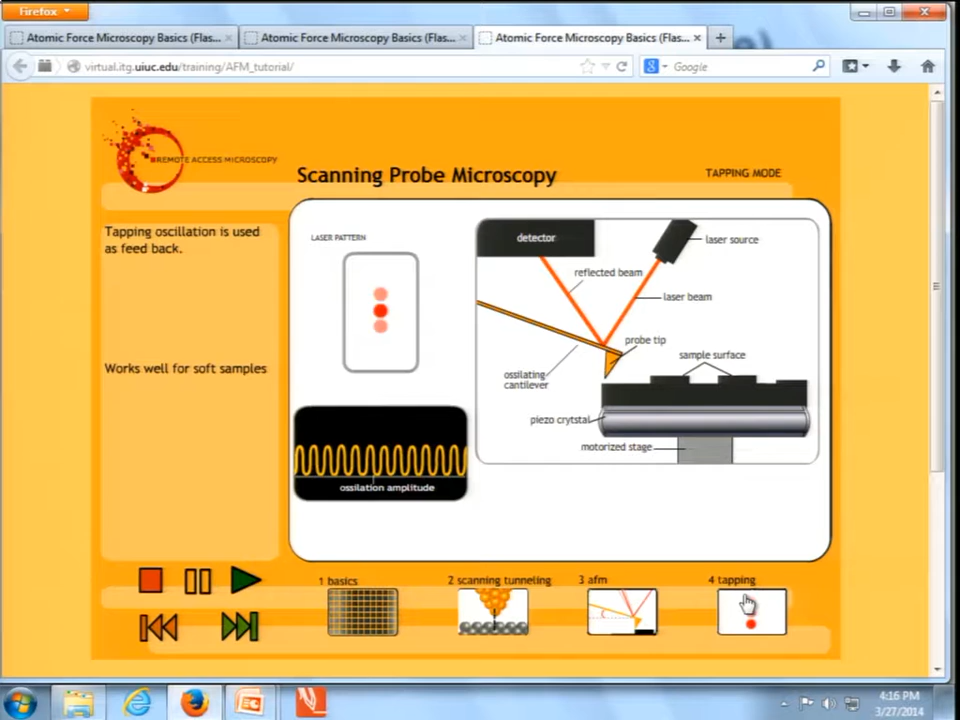 Firefox
Atomic Force Microscopy Basics (Flas...
Atomic Force Microscopy Basics (Flas...
Atomic Force Microscopy Basics (Flas...
virtual.itg.uiuc.edu/training/AFM_tutorial/
Google
REMOTE ACCESS MICROSCOPY
Scanning Probe Microscopy
TAPPING MODE
Tapping oscillation is used
as feed back.
Works well for soft samples
LASER PATTERN
detector
laser source
reflected beam
laser beam
probe tip
sample surface
ossilating
cantilever
piezo crytstal
motorized stage
ossilation amplitude
1 basics
2 scanning tunneling
3 afm
4 tapping
4:16 PM
3/27/2014